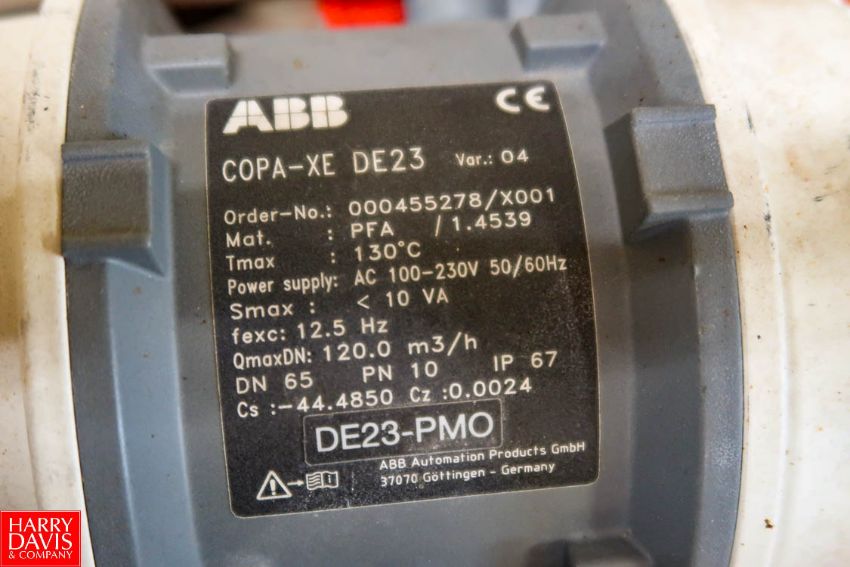 ABB CE
COPA-XE DE23 Var.: 04
Order-No.: 000455278/X001
Mat. : PFA / 1.4539
Tmax : 130°C
Power supply: AC 100-230V 50/60Hz
Smax : < 10 VA
fexc: 12.5 Hz
QmaxDN: 120.0 m3/h
DN 65 PN 10 IP 67
Cs :-44.4850 Cz :0.0024
DE23-PMO
ABB Automation Products GmbH
37070 Göttingen - Germany
HARRY
DAVIS
& COMPANY